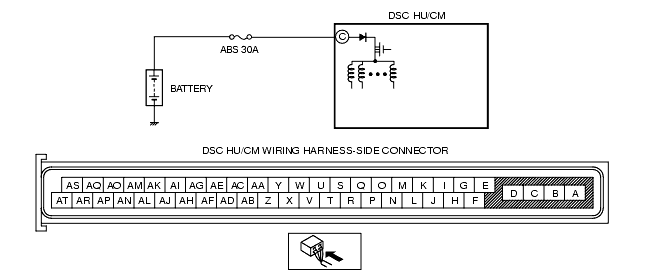 DSC HU/CM
C
ABS 30A
BATTERY
DSC HU/CM WIRING HARNESS-SIDE CONNECTOR
AS AQ AO AM AK AI AG AE AC AA Y W U S Q O M K I G E
D C B A
AT AR AP AN AL AJ AH AF AD AB Z X V T R P N L J H F